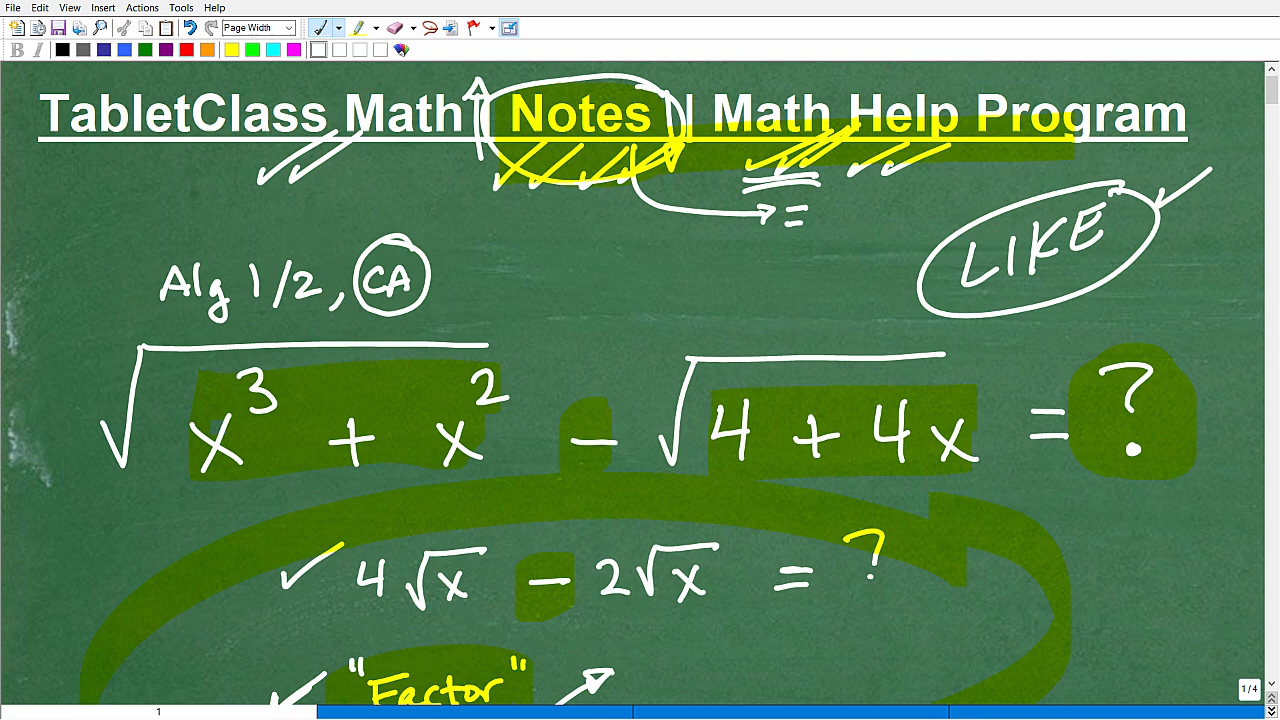 File Edit View Insert Actions Tools Help
Page Width
B I
TabletClass Math | Notes | Math Help Program
=
LIKE
Alg 1/2, CA
√(x³ + x²) - √(4 + 4x) = ?
4√x - 2√x = ?
"Factor"
1/4
1